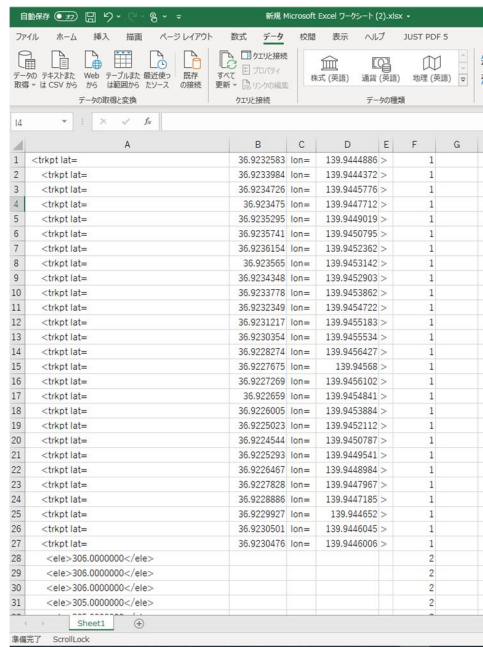 自動保存 オフ 新規 Microsoft Excel ワークシート (2).xlsx
ファイル ホーム 挿入 描画 ページ レイアウト 数式 データ 校閲 表示 ヘルプ JUST PDF 5
データの取得 テキストまたは CSV から Web から テーブルまたは範囲から 最近使ったソース 既存の接続 すべて更新 クエリと接続 プロパティ リンクの編集 株式 (英語) 通貨 (英語) 地理 (英語)
データの取得と変換 クエリと接続 データの種類
I4 fx
A B C D E F G
1 <trkpt lat= 36.9232583 lon= 139.9444886 > 1
2 <trkpt lat= 36.9233984 lon= 139.9444372 > 1
3 <trkpt lat= 36.9234726 lon= 139.9445776 > 1
4 <trkpt lat= 36.923475 lon= 139.9447712 > 1
5 <trkpt lat= 36.9235295 lon= 139.9449019 > 1
6 <trkpt lat= 36.9235741 lon= 139.9450795 > 1
7 <trkpt lat= 36.9236154 lon= 139.9452362 > 1
8 <trkpt lat= 36.923565 lon= 139.9453142 > 1
9 <trkpt lat= 36.9234348 lon= 139.9452903 > 1
10 <trkpt lat= 36.9233778 lon= 139.9453862 > 1
11 <trkpt lat= 36.9232349 lon= 139.9454722 > 1
12 <trkpt lat= 36.9231217 lon= 139.9455183 > 1
13 <trkpt lat= 36.9230354 lon= 139.9455534 > 1
14 <trkpt lat= 36.9228274 lon= 139.9456427 > 1
15 <trkpt lat= 36.9227675 lon= 139.94568 > 1
16 <trkpt lat= 36.9227269 lon= 139.9456102 > 1
17 <trkpt lat= 36.922659 lon= 139.9454841 > 1
18 <trkpt lat= 36.9226005 lon= 139.9453884 > 1
19 <trkpt lat= 36.9225023 lon= 139.9452112 > 1
20 <trkpt lat= 36.9224544 lon= 139.9450787 > 1
21 <trkpt lat= 36.9225293 lon= 139.9449541 > 1
22 <trkpt lat= 36.9226467 lon= 139.9448984 > 1
23 <trkpt lat= 36.9227828 lon= 139.9447967 > 1
24 <trkpt lat= 36.9228886 lon= 139.9447185 > 1
25 <trkpt lat= 36.9229927 lon= 139.944652 > 1
26 <trkpt lat= 36.9230501 lon= 139.9446045 > 1
27 <trkpt lat= 36.9230476 lon= 139.9446006 > 1
28 <ele>306.0000000</ele> 2
29 <ele>306.0000000</ele> 2
30 <ele>306.0000000</ele> 2
31 <ele>305.0000000</ele> 2
Sheet1
準備完了 ScrollLock